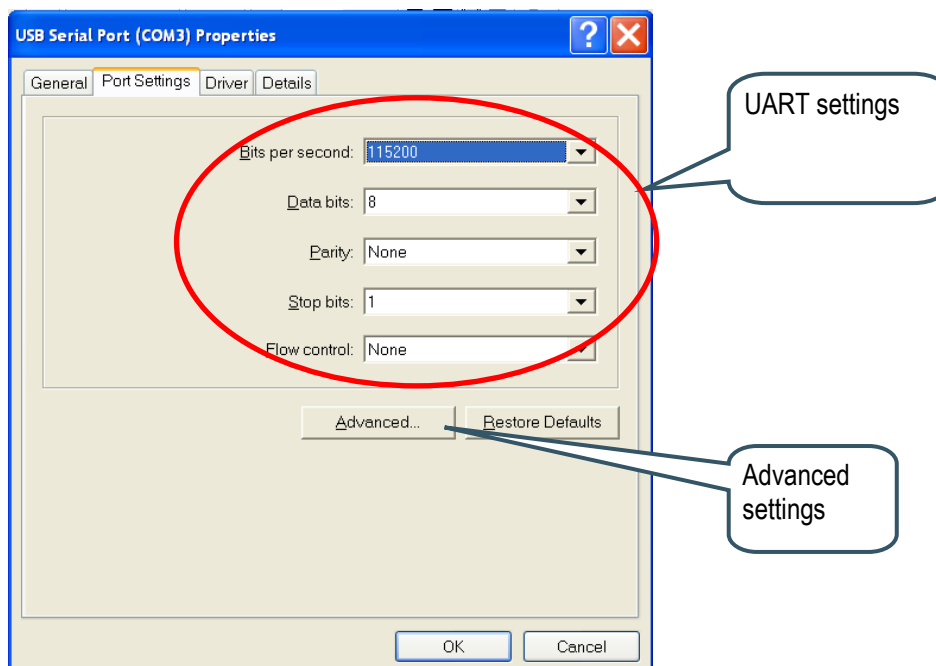 USB Serial Port (COM3) Properties
?
General Port Settings Driver Details
UART settings
Bits per second: 115200
Data bits: 8
Parity: None
Stop bits: 1
Flow control: None
Advanced... Restore Defaults
Advanced
settings
OK Cancel